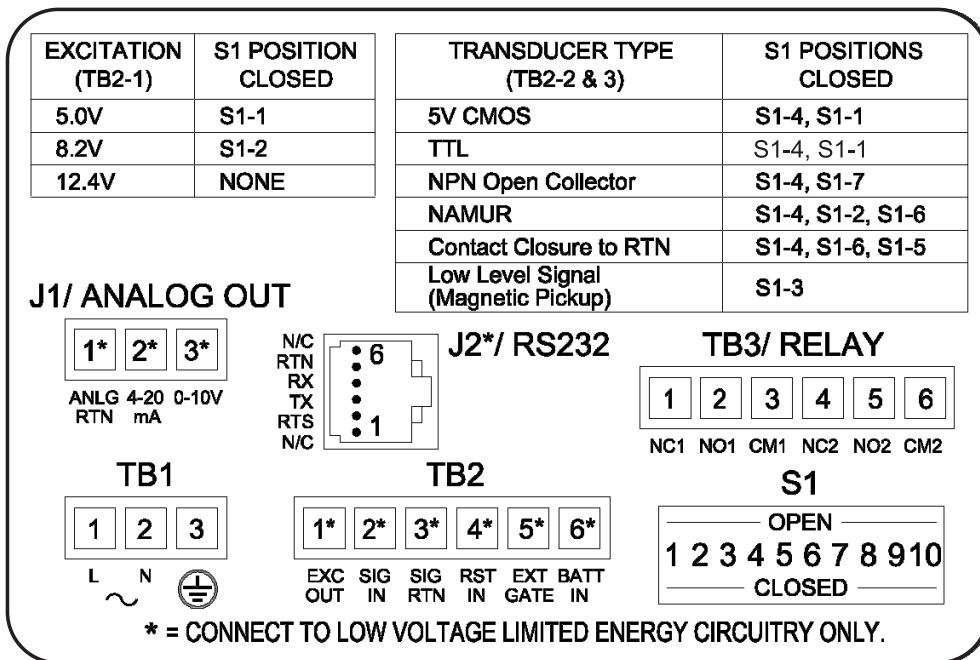 EXCITATION (TB2-1) S1 POSITION CLOSED
5.0V S1-1
8.2V S1-2
12.4V NONE
TRANSDUCER TYPE (TB2-2 & 3) S1 POSITIONS CLOSED
5V CMOS S1-4, S1-1
TTL S1-4, S1-1
NPN Open Collector S1-4, S1-7
NAMUR S1-4, S1-2, S1-6
Contact Closure to RTN S1-4, S1-6, S1-5
Low Level Signal (Magnetic Pickup) S1-3
J1/ ANALOG OUT
1* 2* 3*
ANLG RTN 4-20 mA 0-10V
J2*/ RS232
N/C
RTN
RX
TX
RTS
N/C
6
1
TB3/ RELAY
1 2 3 4 5 6
NC1 NO1 CM1 NC2 NO2 CM2
TB1
1 2 3
L N
TB2
1* 2* 3* 4* 5* 6*
EXC OUT SIG IN SIG RTN RST IN EXT GATE BATT IN
S1
OPEN
1 2 3 4 5 6 7 8 9 10
CLOSED
* = CONNECT TO LOW VOLTAGE LIMITED ENERGY CIRCUITRY ONLY.